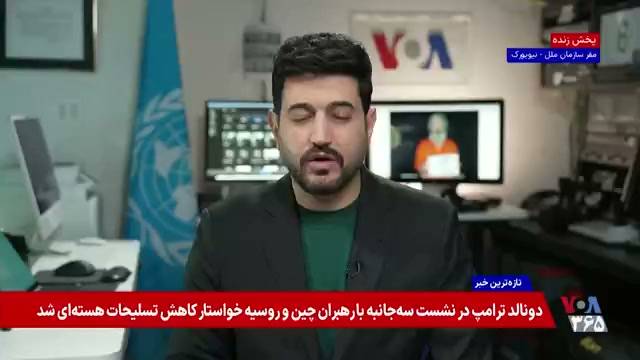 VOA
پخش زنده
مقر سازمان ملل - نیویورک
تازه‌ترین خبر
دونالد ترامپ در نشست سه‌جانبه با رهبران چین و روسیه خواستار کاهش تسلیحات هسته‌ای شد
VOA
۳۶۵